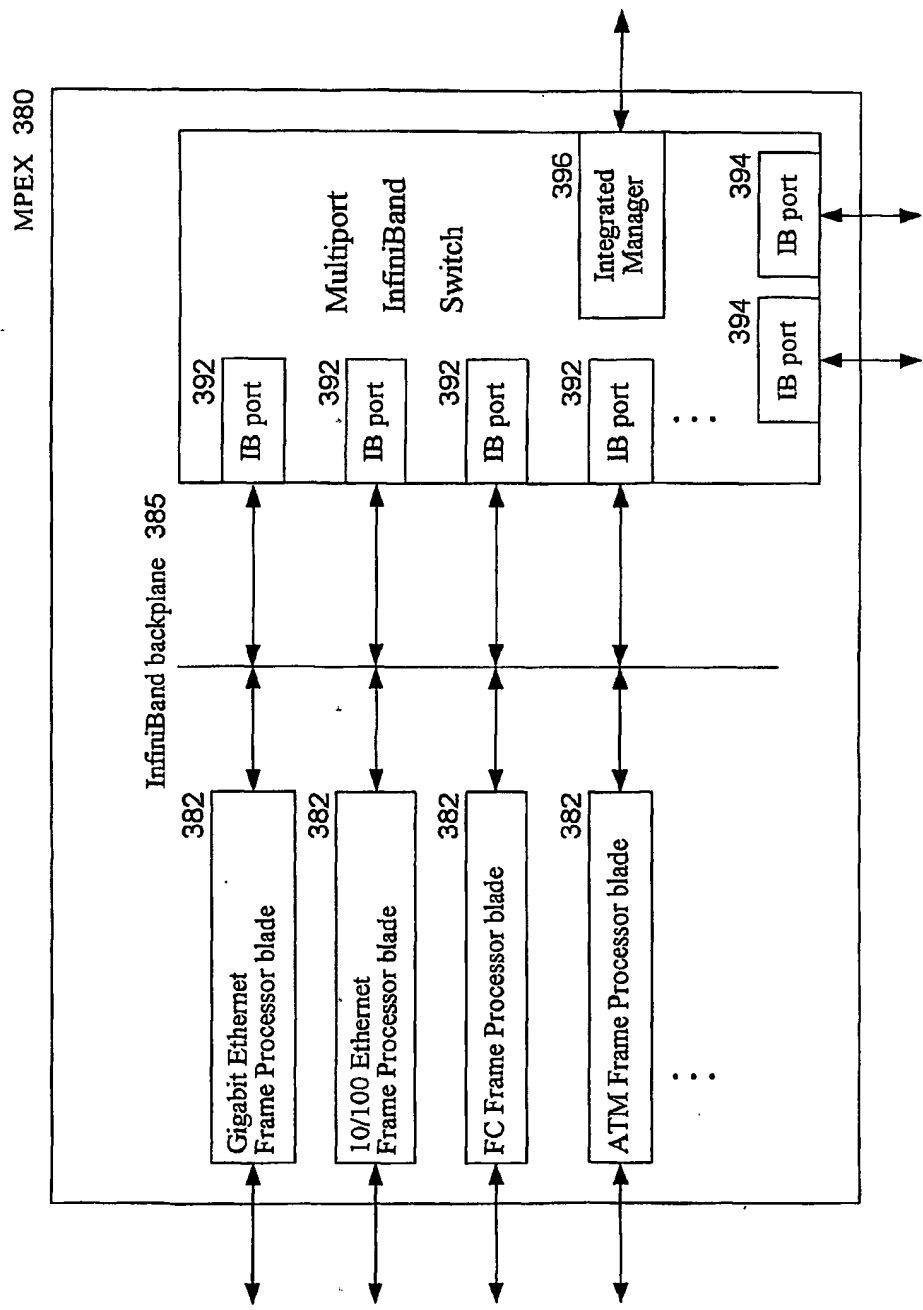 MPEX 380
InfiniBand backplane 385
382
Gigabit Ethernet
Frame Processor blade
382
10/100 Ethernet
Frame Processor blade
382
FC Frame Processor blade
382
ATM Frame Processor blade
...
392
IB port
392
IB port
392
IB port
392
IB port
...
Multiport
InfiniBand
Switch
396
Integrated
Manager
394
IB port
394
IB port